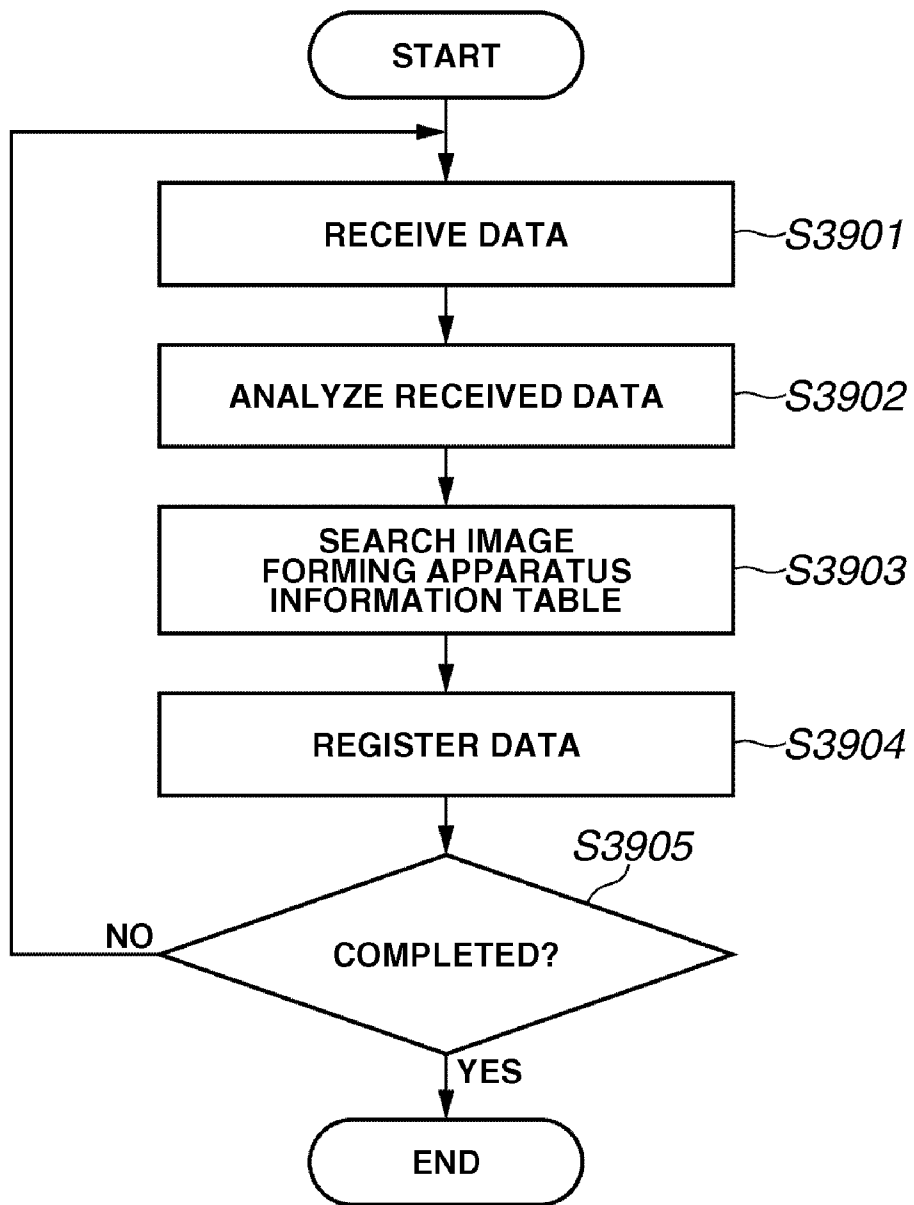 START
RECEIVE DATA
S3901
ANALYZE RECEIVED DATA
S3902
SEARCH IMAGE
FORMING APPARATUS
INFORMATION TABLE
S3903
REGISTER DATA
S3904
S3905
COMPLETED?
NO
YES
END